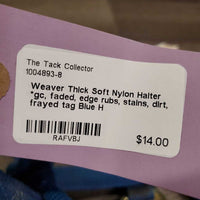 The Tack Collector
1004893-8
Weaver Thick Soft Nylon Halter
*gc, faded, edge rubs, stains, dirt,
frayed tag Blue H
RAFVBJ
$14.00